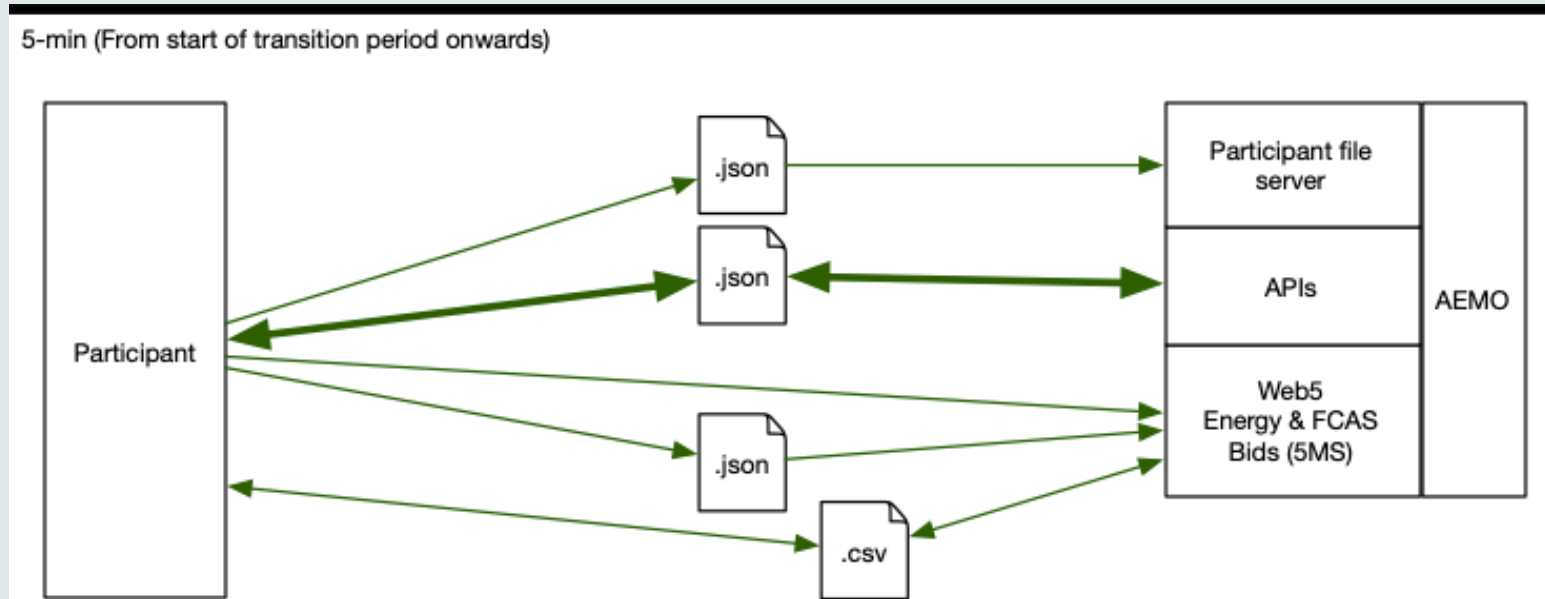 5-min (From start of transition period onwards)
Participant
.json
.json
.json
.csv
Participant file
server
APIs
Web5
Energy & FCAS
Bids (5MS)
AEMO